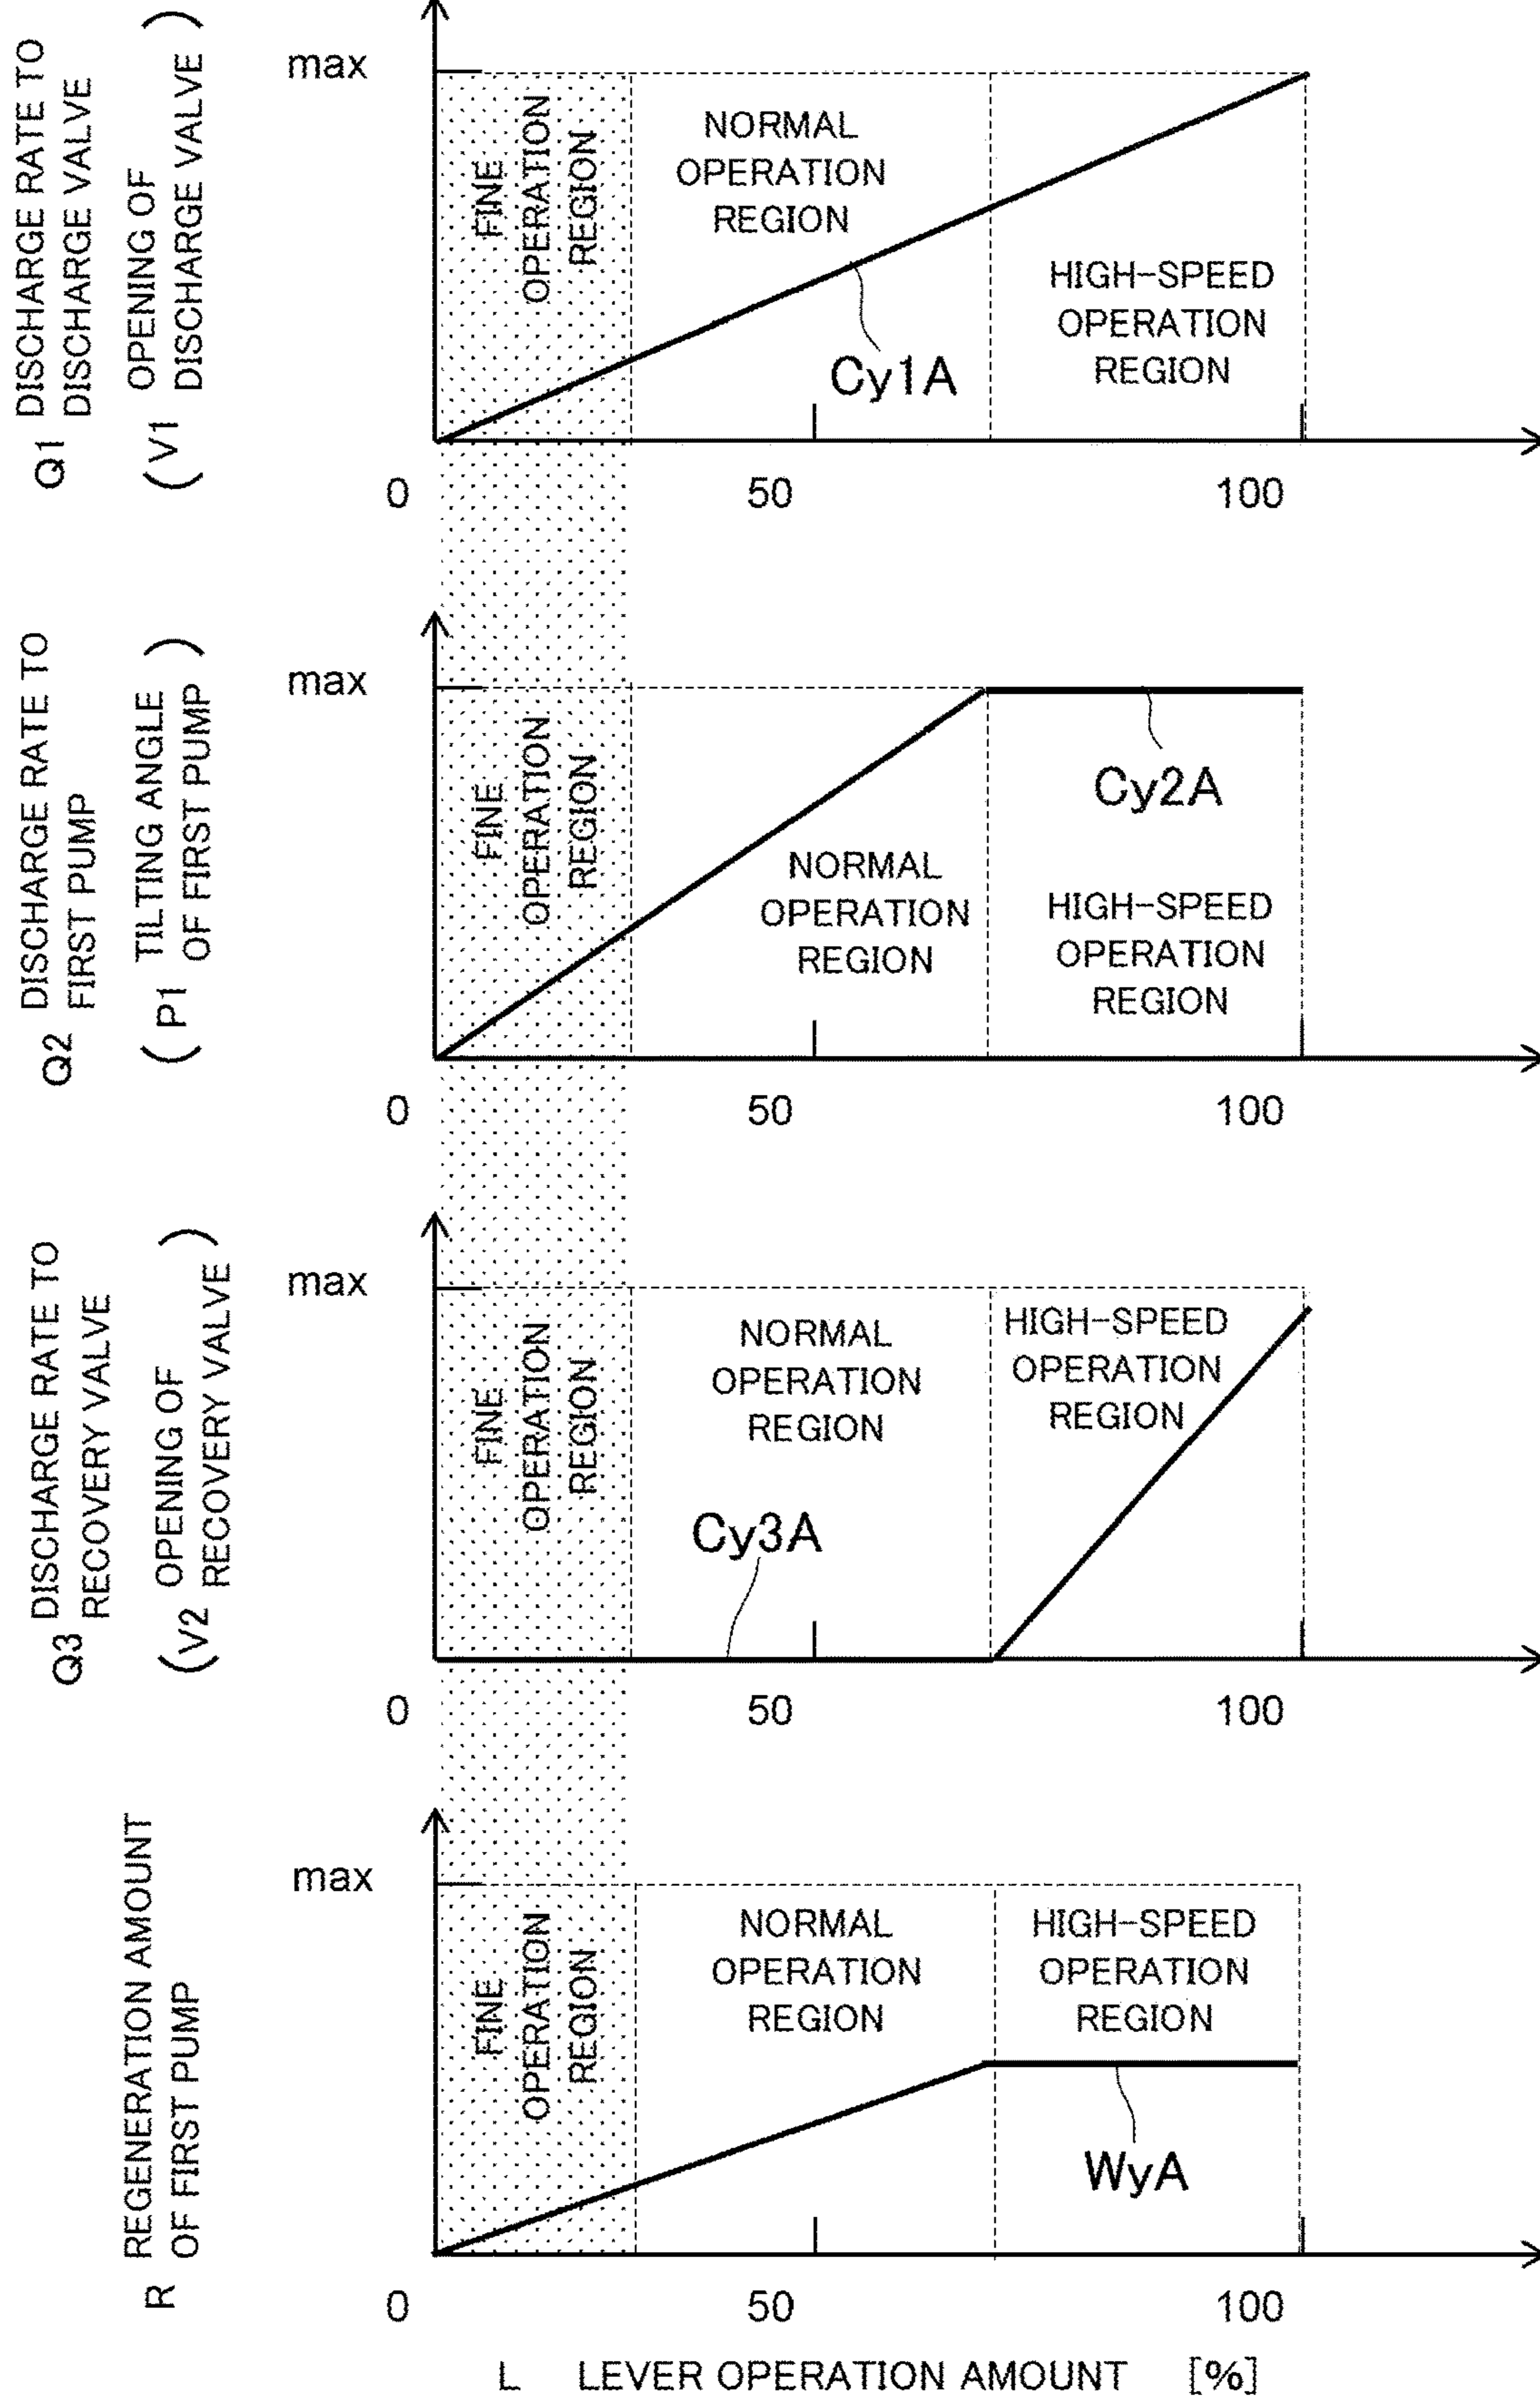 Q1 DISCHARGE RATE TO
DISCHARGE VALVE
( V1 OPENING OF
DISCHARGE VALVE )
max
FINE
OPERATION
REGION
NORMAL
OPERATION
REGION
HIGH-SPEED
OPERATION
REGION
Cy1A
0 50 100
Q2 DISCHARGE RATE TO
FIRST PUMP
( P1 TILTING ANGLE
OF FIRST PUMP )
max
FINE
OPERATION
REGION
NORMAL
OPERATION
REGION
Cy2A
HIGH-SPEED
OPERATION
REGION
0 50 100
Q3 DISCHARGE RATE TO
RECOVERY VALVE
( V2 OPENING OF
RECOVERY VALVE )
max
FINE
OPERATION
REGION
NORMAL
OPERATION
REGION
HIGH-SPEED
OPERATION
REGION
Cy3A
0 50 100
R REGENERATION AMOUNT
OF FIRST PUMP
max
FINE
OPERATION
REGION
NORMAL
OPERATION
REGION
HIGH-SPEED
OPERATION
REGION
WyA
0 50 100
L LEVER OPERATION AMOUNT [%]